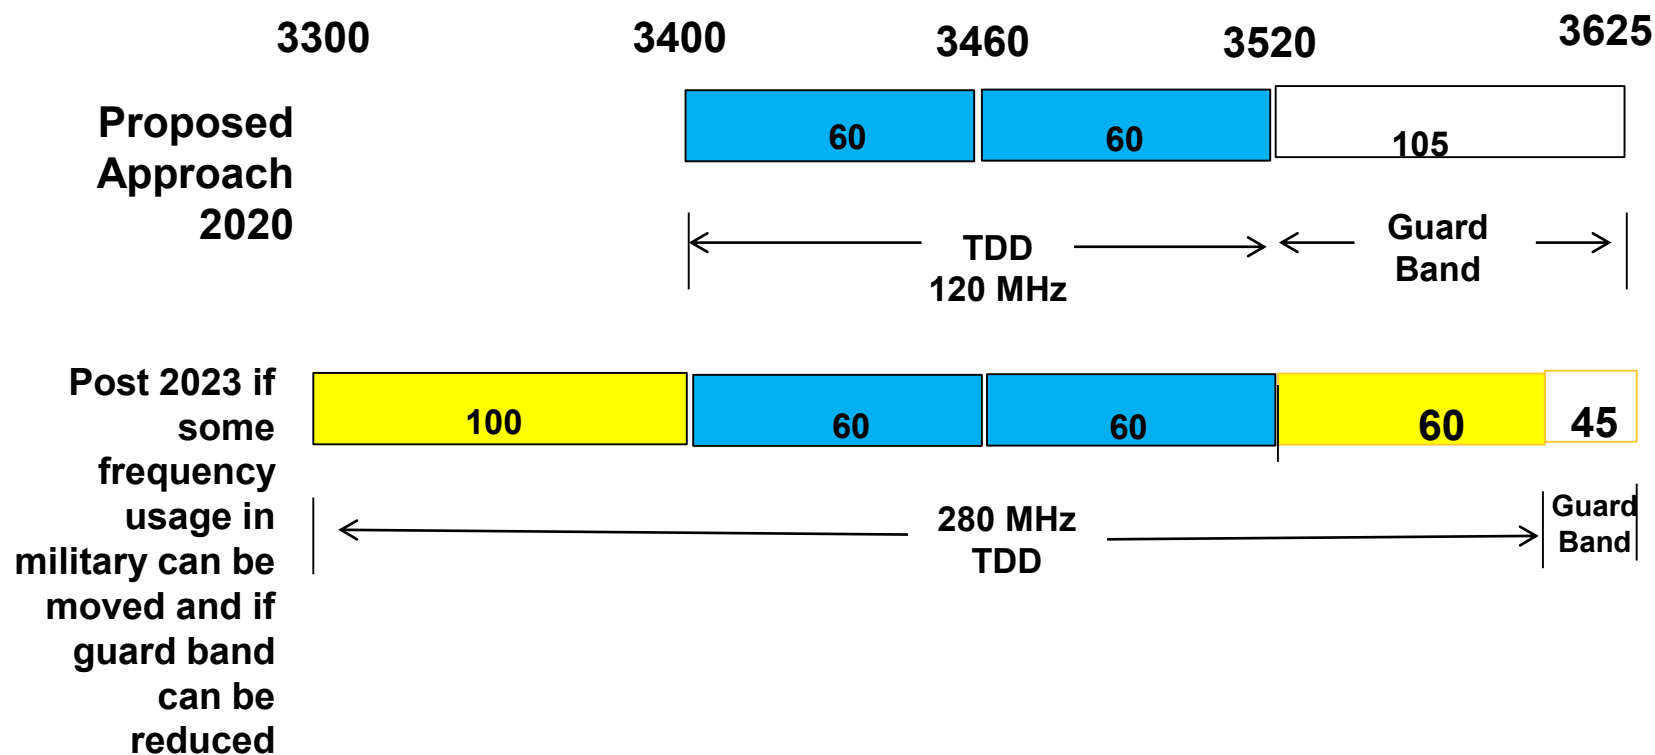 3300 3400 3460 3520 3625
Proposed
Approach
2020
60 60 105
TDD
120 MHz
Guard
Band
Post 2023 if
some
frequency
usage in
military can be
moved and if
guard band
can be
reduced
100 60 60 60 45
280 MHz
TDD
Guard
Band